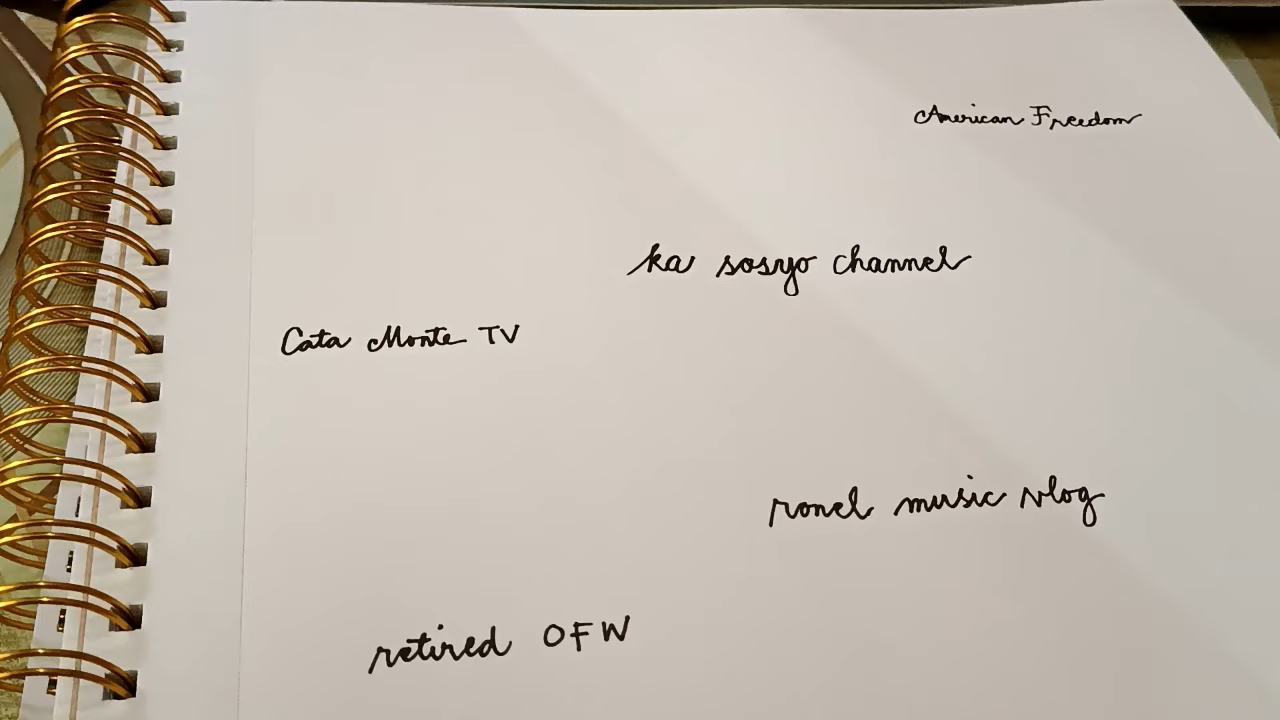 American Freedom
ka sosyo channel
Cata Monte TV
ronel music vlog
retired OFW